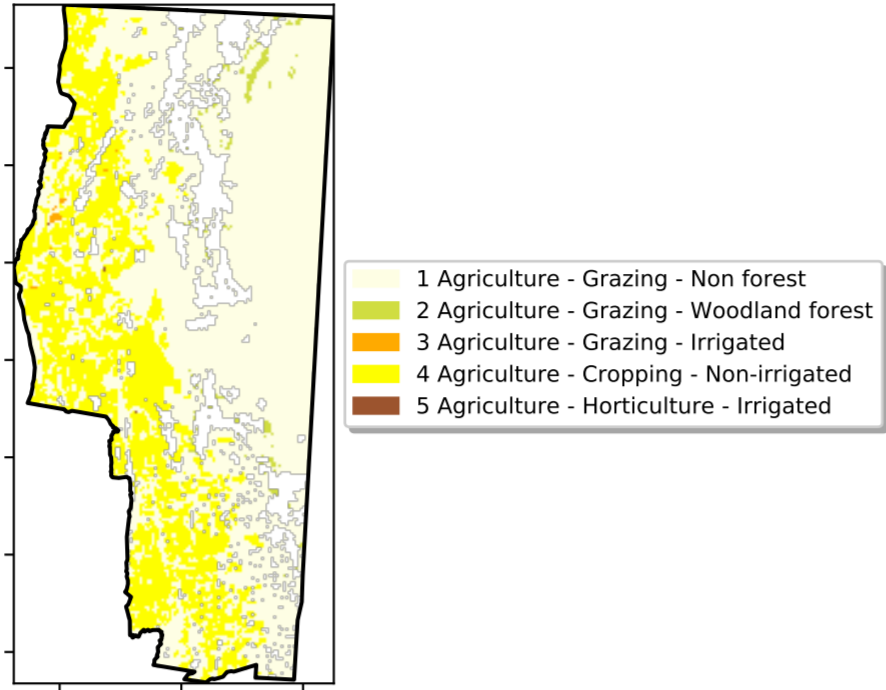 1 Agriculture - Grazing - Non forest
2 Agriculture - Grazing - Woodland forest
3 Agriculture - Grazing - Irrigated
4 Agriculture - Cropping - Non-irrigated
5 Agriculture - Horticulture - Irrigated